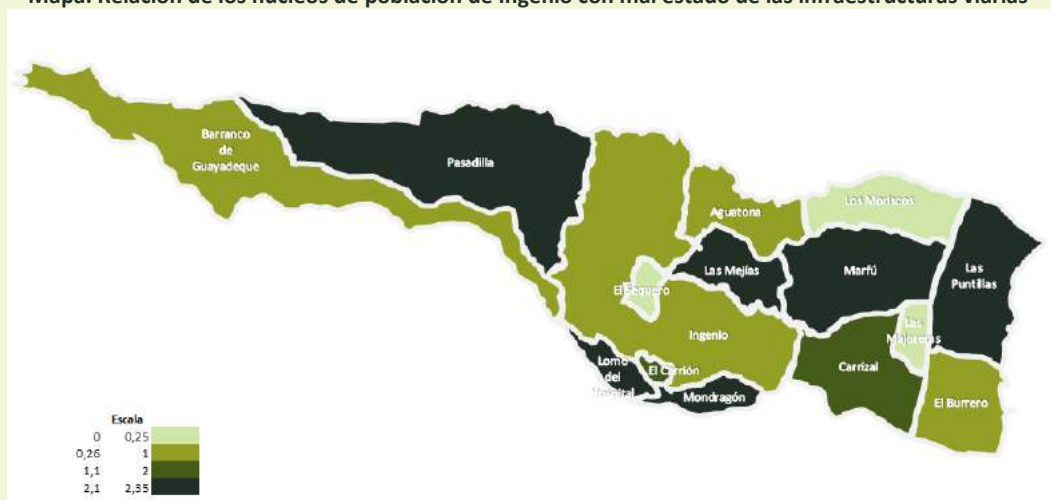 Mapa: Relación de los núcleos de población de Ingenio con mal estado de las infraestructuras viarias
Barranco
de
Guayadeque
Pasadilla
Aguatona
Los Moriscos
Las Mejías
Marfú
Las
Puntillas
El Sequero
Ingenio
Las
Majoreras
Lomo
del
Hospital
El Carrión
Carrizal
Mondragón
El Burrero
Escala
0 0,25
0,26 1
1,1 2
2,1 2,35